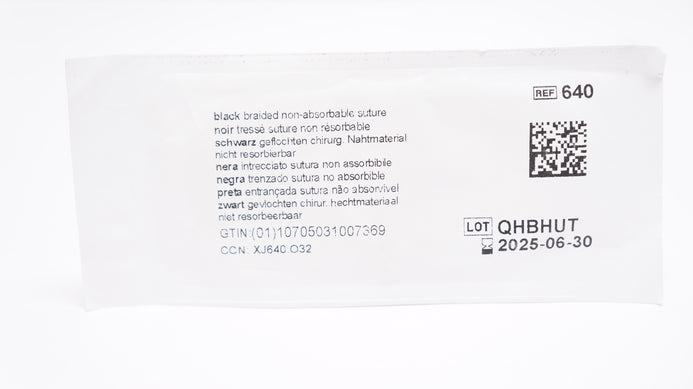 black braided non-absorbable suture
noir tressé suture non résorbable
schwarz geflochten chirurg. Nahtmaterial
nicht resorbierbar
nera intrecciato sutura non assorbibile
negra trenzado sutura no absorbible
preta entrançada sutura não absorvível
zwart gevlochten chirur. hechtmateriaal
niet resorbeerbaar
GTIN:(01)10705031007369
CCN: XJ640.O32
REF 640
LOT QHBHUT
2025-06-30